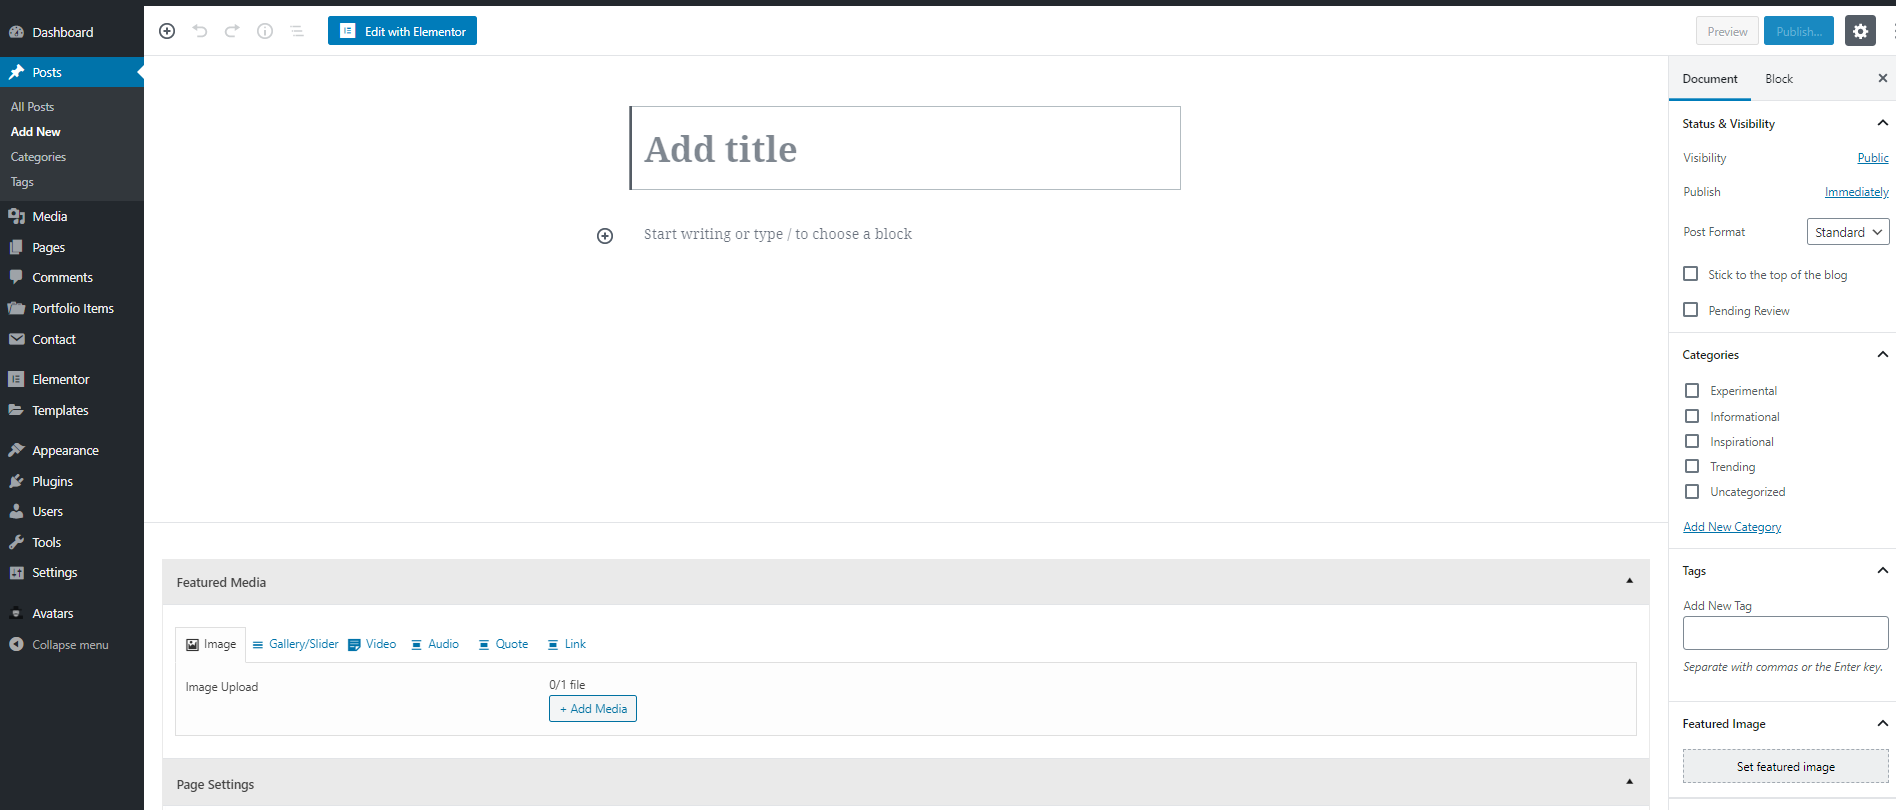 Dashboard
Posts
All Posts
Add New
Categories
Tags
Media
Pages
Comments
Portfolio Items
Contact
Elementor
Templates
Appearance
Plugins
Users
Tools
Settings
Avatars
Collapse menu
Edit with Elementor
Preview
Publish...
Add title
Start writing or type / to choose a block
Featured Media
Image
Gallery/Slider
Video
Audio
Quote
Link
Image Upload
0/1 file
+ Add Media
Page Settings
Document
Block
Status & Visibility
Visibility
Public
Publish
Immediately
Post Format
Standard
Stick to the top of the blog
Pending Review
Categories
Experimental
Informational
Inspirational
Trending
Uncategorized
Add New Category
Tags
Add New Tag
Separate with commas or the Enter key.
Featured Image
Set featured image